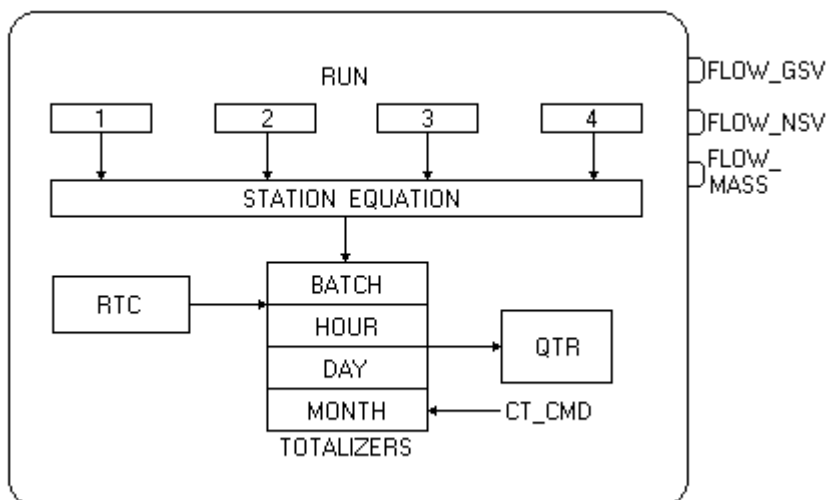 RUN
FLOW_GSV
1 2 3 4
FLOW_NSV
FLOW_
MASS
STATION EQUATION
BATCH
RTC
HOUR
QTR
DAY
MONTH
CT_CMD
TOTALIZERS